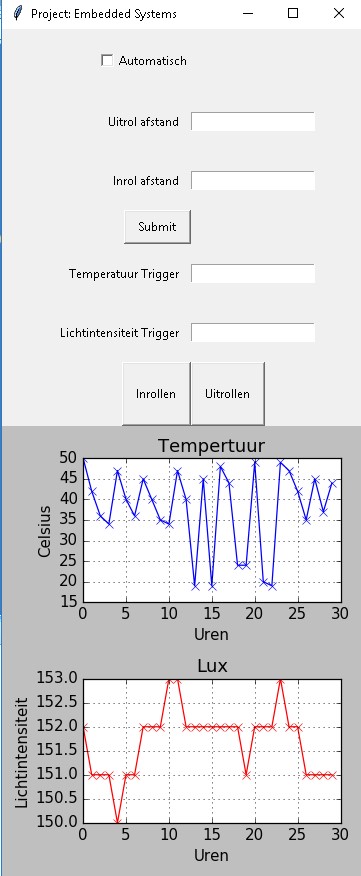 Project: Embedded Systems
Automatisch
Uitrol afstand
Inrol afstand
Submit
Temperatuur Trigger
Lichtintensiteit Trigger
Inrollen Uitrollen
Tempertuur
50
45
40
35
30
25
20
15
Celsius
0 5 10 15 20 25 30
Uren
Lux
153.0
152.5
152.0
151.5
151.0
150.5
150.0
Lichtintensiteit
0 5 10 15 20 25 30
Uren